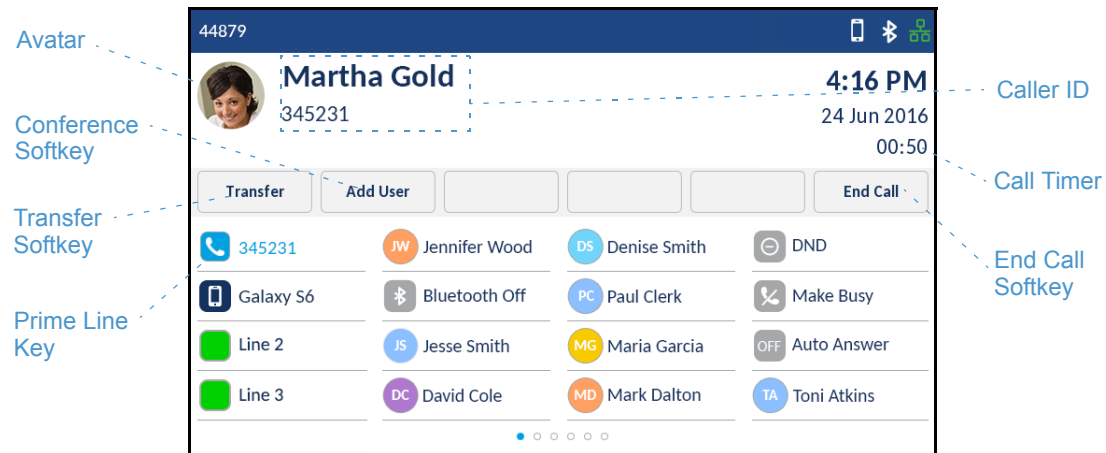 Avatar
Conference
Softkey
Transfer
Softkey
Prime Line
Key
44879
Martha Gold
345231
4:16 PM
24 Jun 2016
00:50
Transfer
Add User
End Call
345231
Jennifer Wood
JW
Denise Smith
DS
DND
Galaxy S6
Bluetooth Off
PC
Paul Clerk
Make Busy
Line 2
JS
Jesse Smith
MG
Maria Garcia
OFF
Auto Answer
Line 3
DC
David Cole
MD
Mark Dalton
TA
Toni Atkins
Caller ID
Call Timer
End Call
Softkey